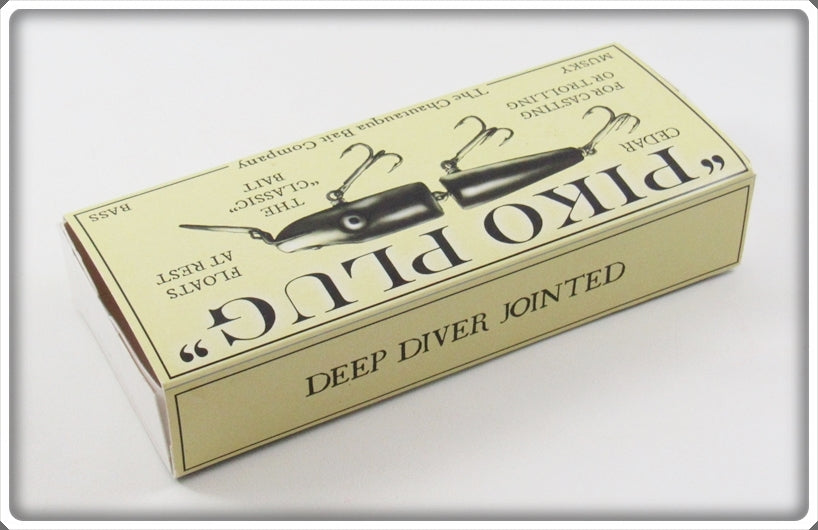 "PIKO PLUG"
CEDAR
FOR CASTING
OR TROLLING
MUSKY
THE
"CLASSIC"
BAIT
FLOATS
AT REST
BASS
The Chautauqua Bait Company
DEEP DIVER JOINTED